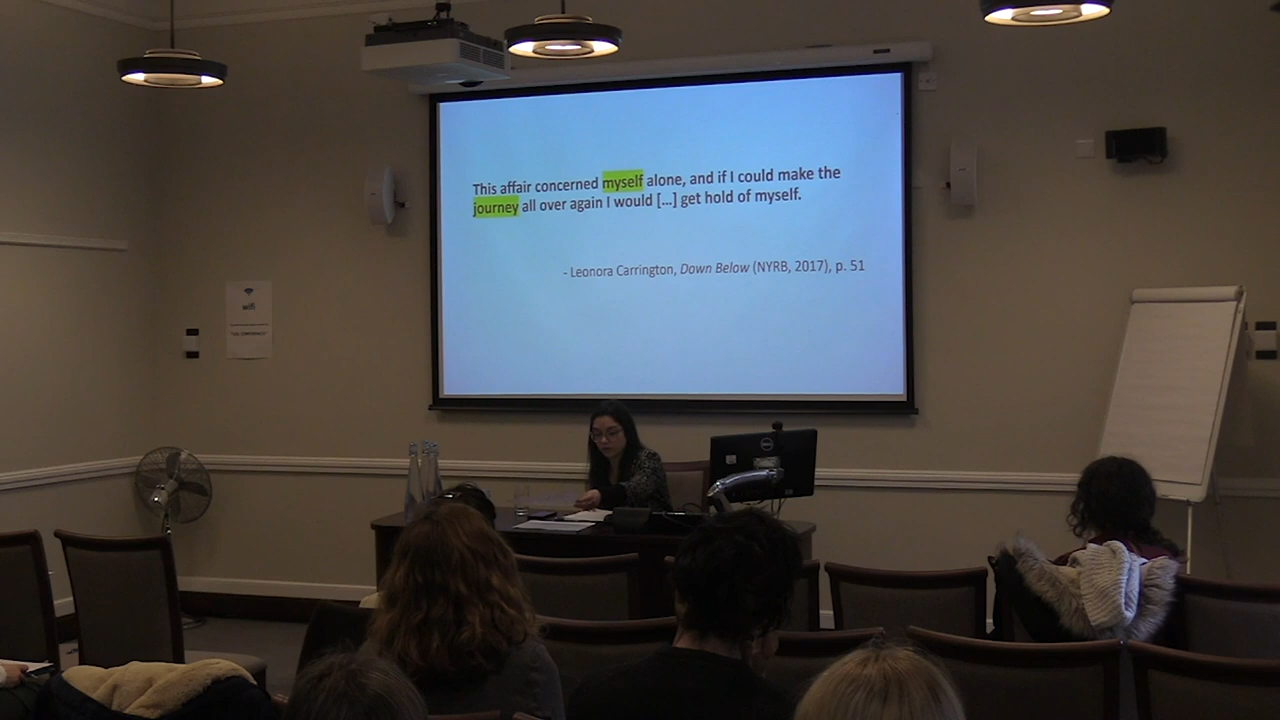 This affair concerned myself alone, and if I could make the
journey all over again I would [...] get hold of myself.
- Leonora Carrington, Down Below (NYRB, 2017), p. 51
wifi
DELL